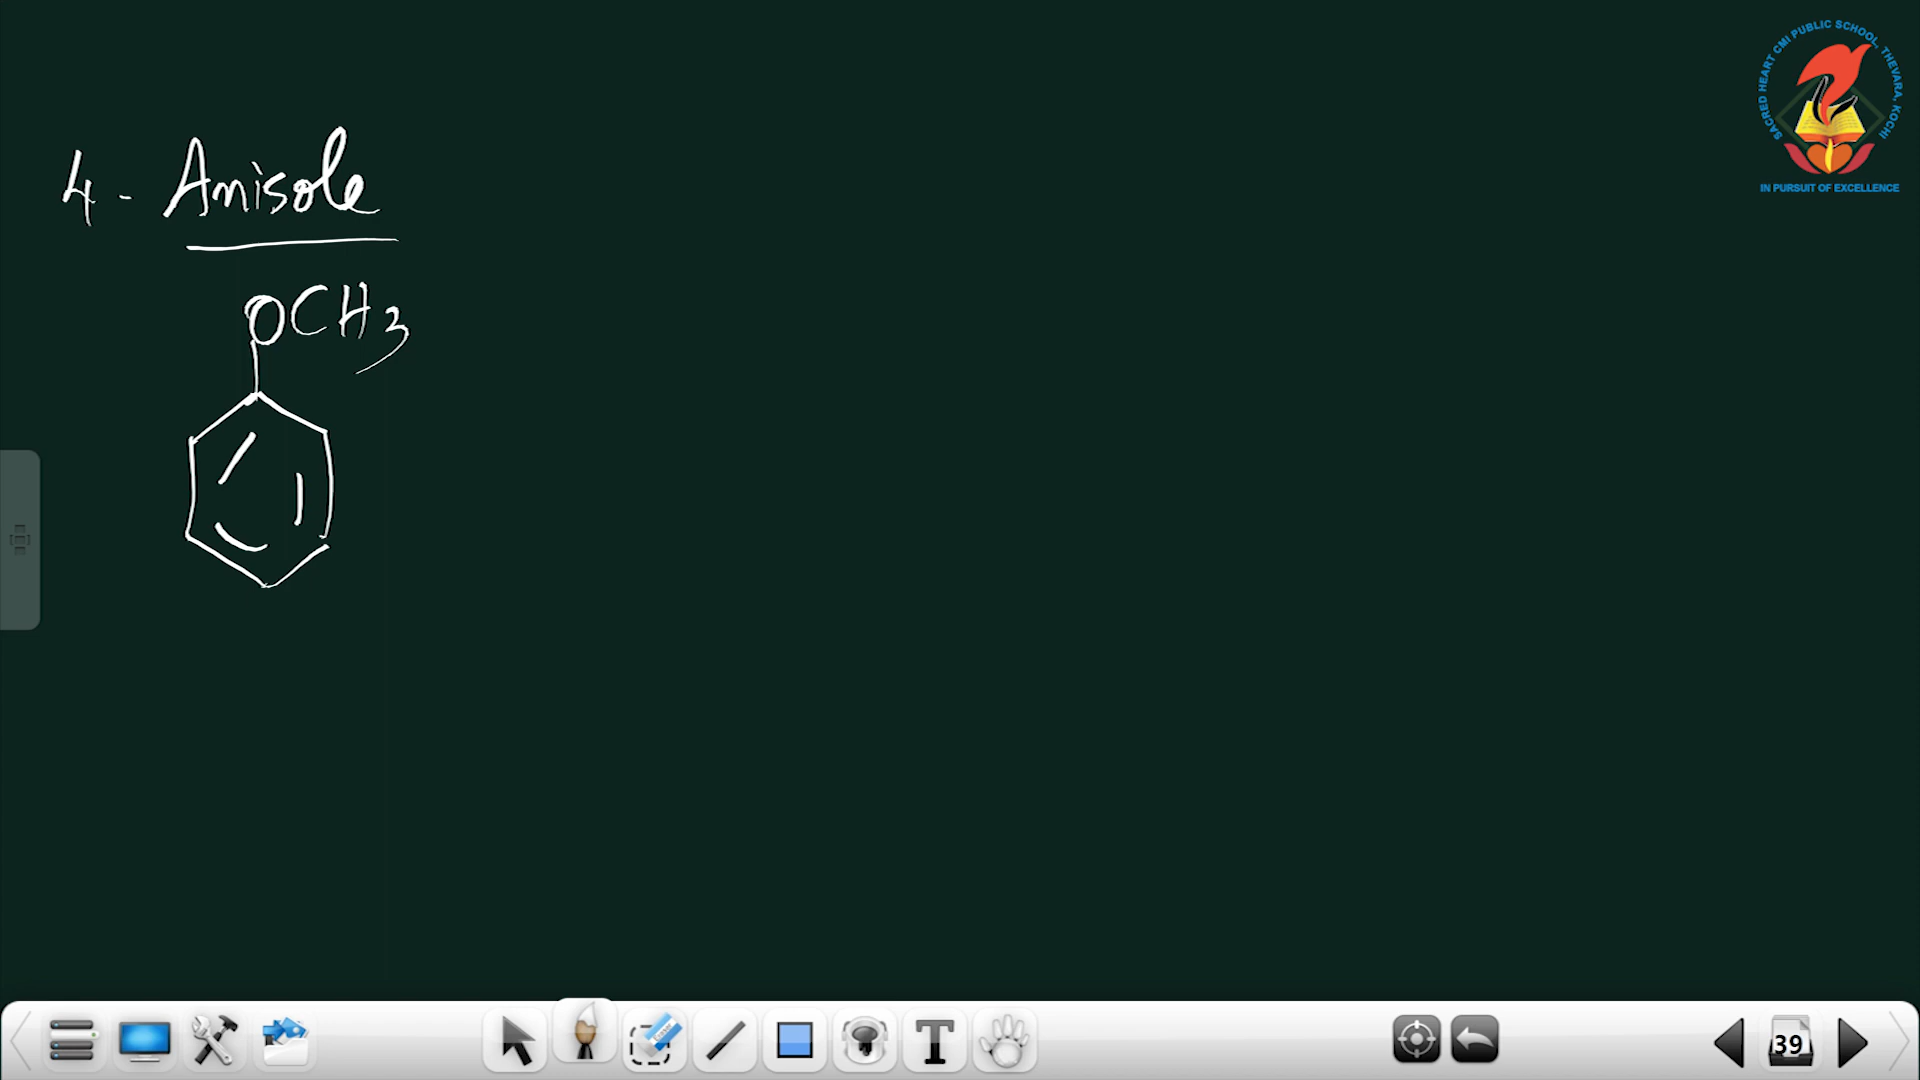 4 - Anisole
OCH3
SACRED HEART CMI PUBLIC SCHOOL, THEVARA, KOCHI
IN PURSUIT OF EXCELLENCE
T
39